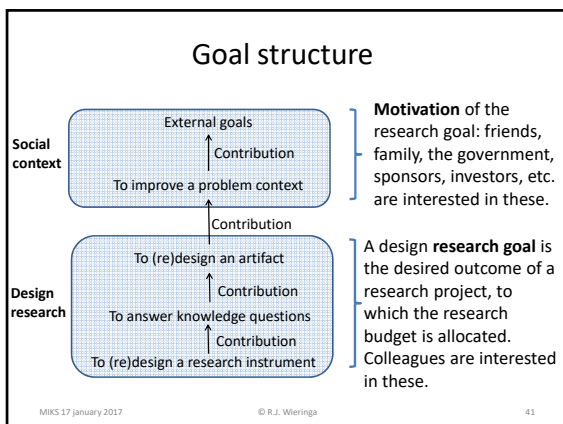 Goal structure
Social
context
External goals
Contribution
To improve a problem context
Motivation of the
research goal: friends,
family, the government,
sponsors, investors, etc.
are interested in these.
Contribution
Design
research
To (re)design an artifact
Contribution
To answer knowledge questions
Contribution
To (re)design a research instrument
A design research goal is
the desired outcome of a
research project, to
which the research
budget is allocated.
Colleagues are interested
in these.
MIKS 17 january 2017
© R.J. Wieringa
41